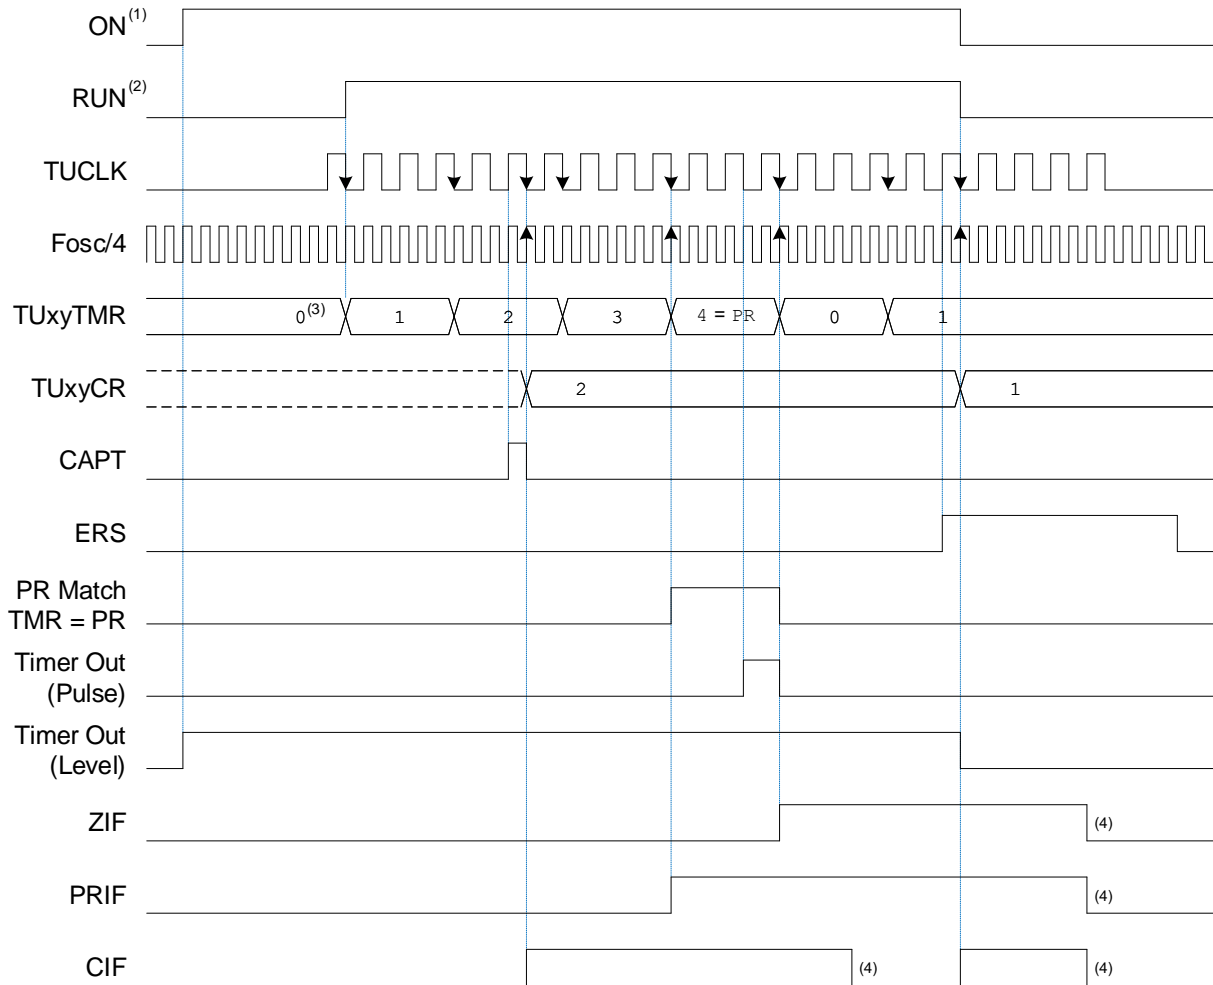 ON(1)
RUN(2)
TUCLK
Fosc/4
TUxyTMR 0(3) 1 2 3 4 = PR 0 1
TUxyCR 2 1
CAPT
ERS
PR Match
TMR = PR
Timer Out
(Pulse)
Timer Out
(Level)
ZIF (4)
PRIF (4)
CIF (4) (4)